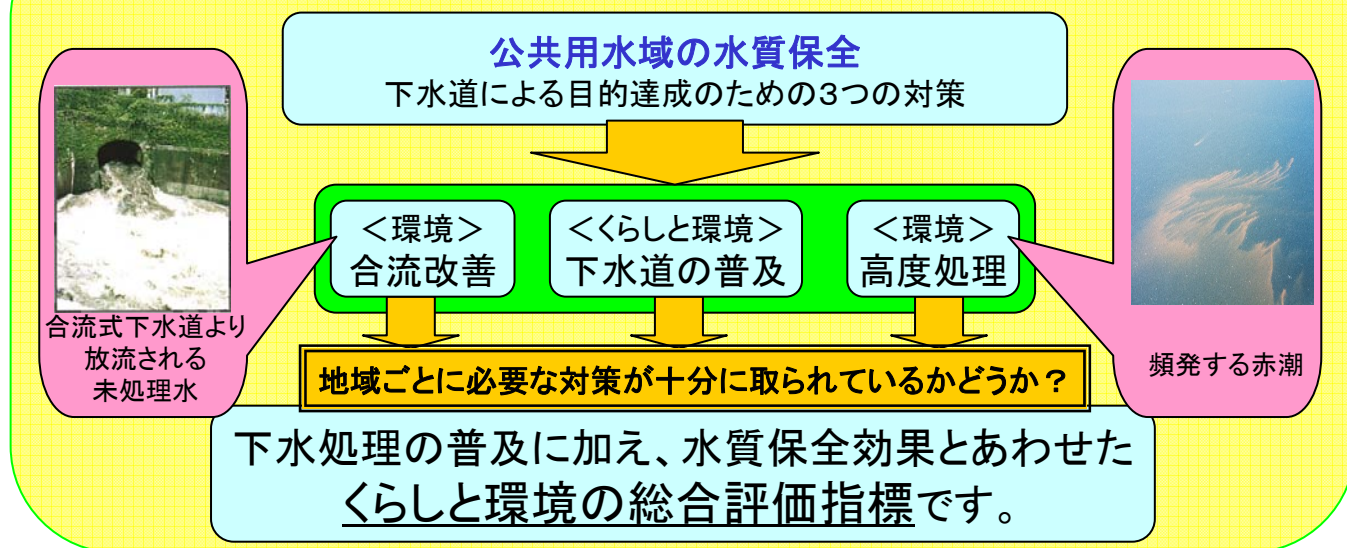 公共用水域の水質保全
下水道による目的達成のための３つの対策
＜環境＞
合流改善
＜くらしと環境＞
下水道の普及
＜環境＞
高度処理
合流式下水道より
放流される
未処理水
頻発する赤潮
地域ごとに必要な対策が十分に取られているかどうか？
下水処理の普及に加え、水質保全効果とあわせた
くらしと環境の総合評価指標です。